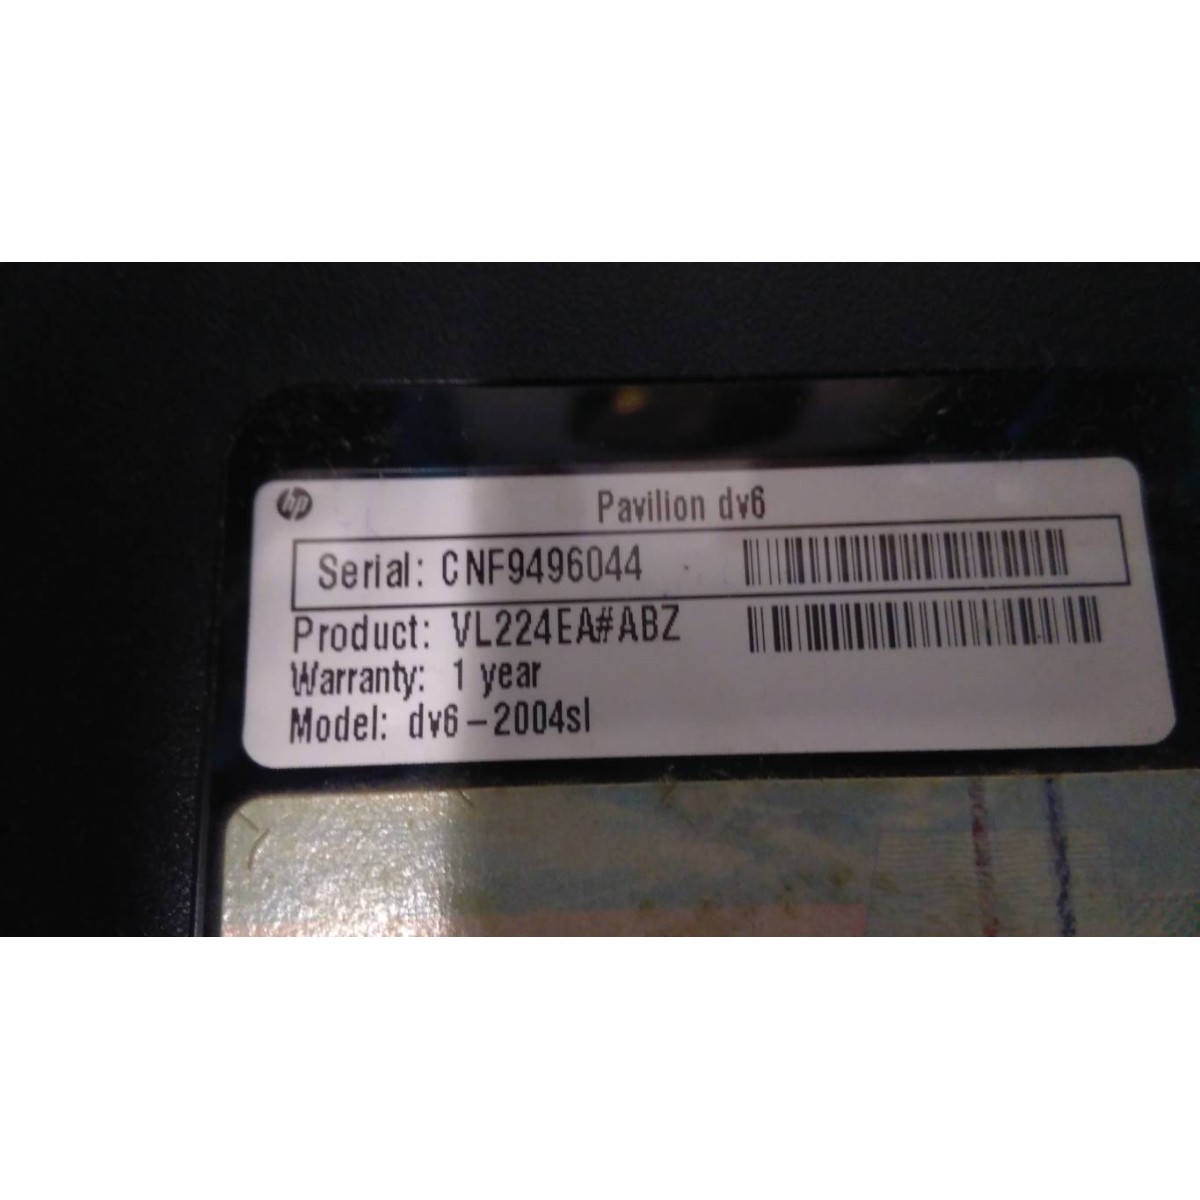 hp
Pavilion dv6
Serial: CNF9496044
Product: VL224EA#ABZ
Warranty: 1 year
Model: dv6-2004sl